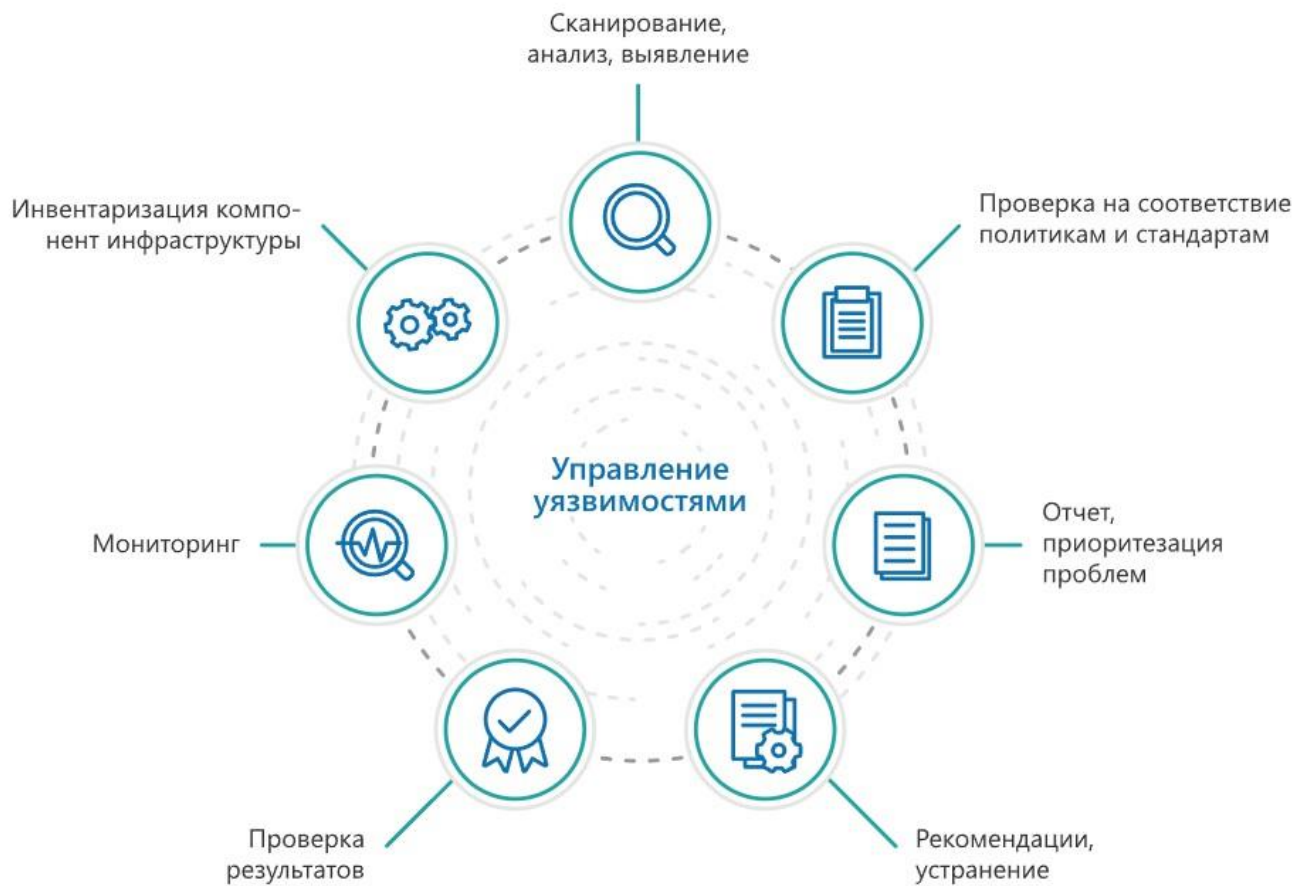 Сканирование,
анализ, выявление
Инвентаризация компо-
нент инфраструктуры
Проверка на соответствие
политикам и стандартам
Управление
уязвимостями
Мониторинг
Отчет,
приоритезация
проблем
Проверка
результатов
Рекомендации,
устранение